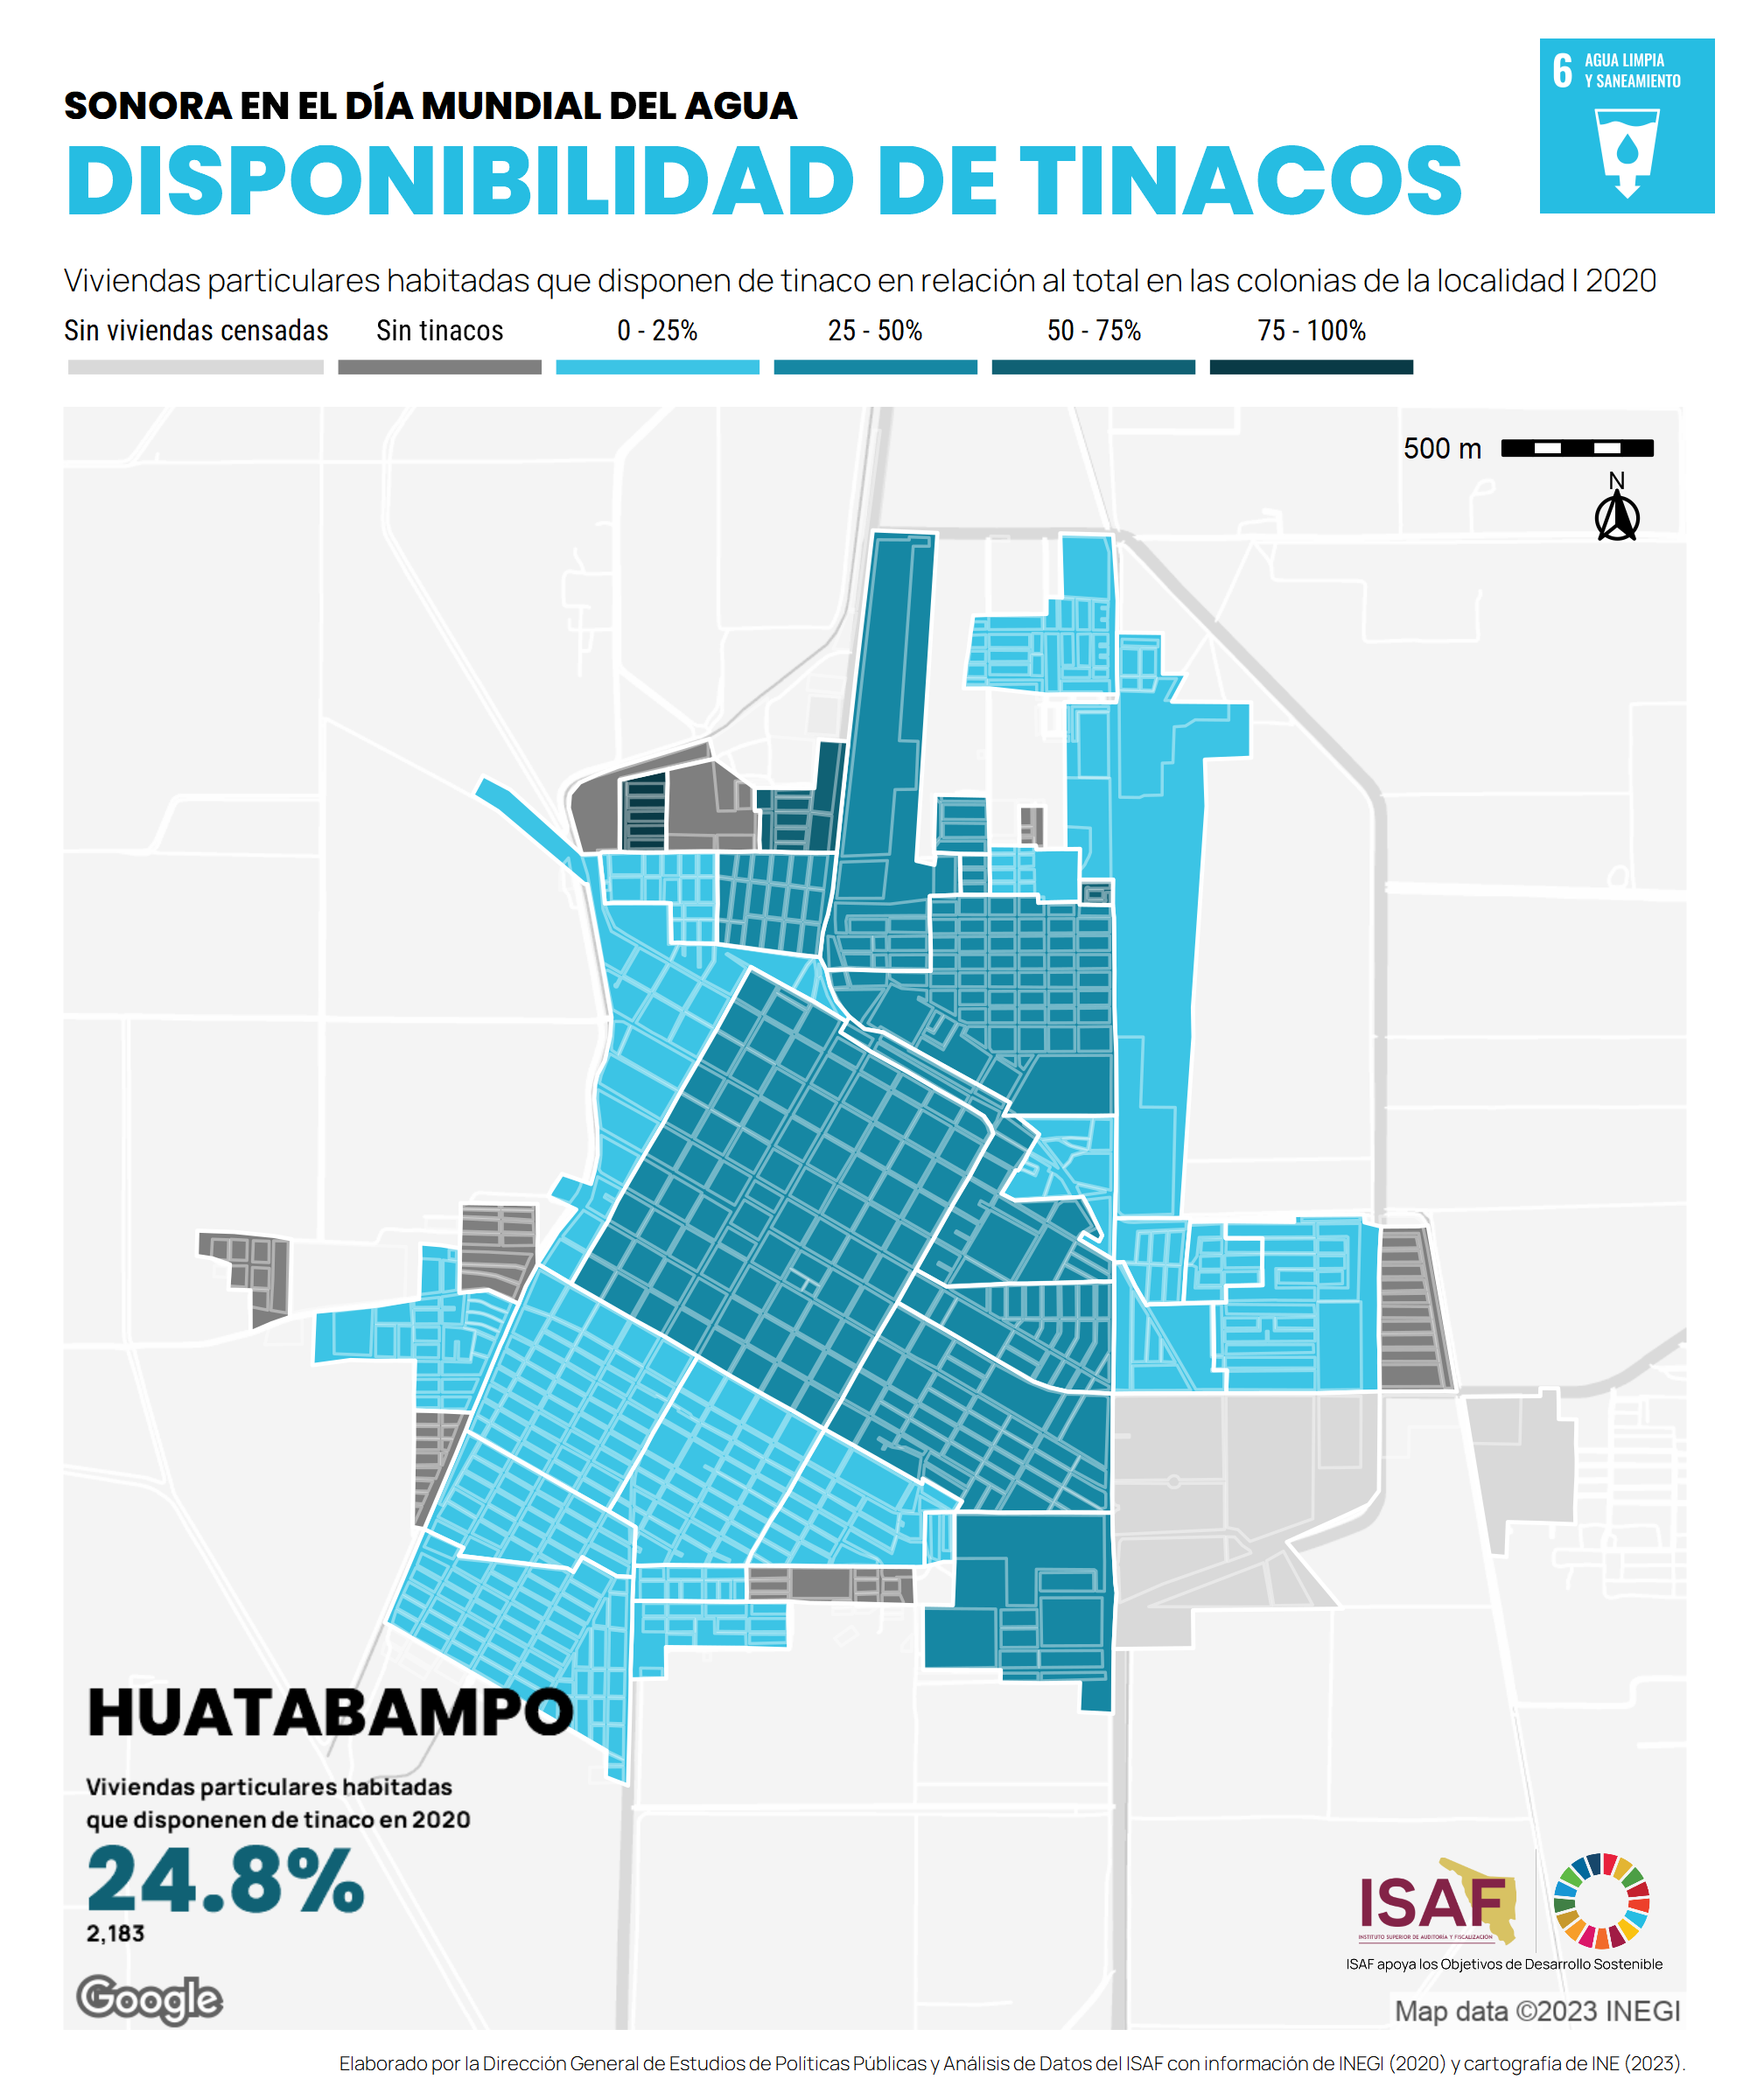 6 AGUA LIMPIA
Y SANEAMIENTO
SONORA EN EL DÍA MUNDIAL DEL AGUA
DISPONIBILIDAD DE TINACOS
Viviendas particulares habitadas que disponen de tinaco en relación al total en las colonias de la localidad | 2020
Sin viviendas censadas Sin tinacos 0 - 25% 25 - 50% 50 - 75% 75 - 100%
500 m
N
HUATABAMPO
Viviendas particulares habitadas
que disponenen de tinaco en 2020
24.8%
2,183
Google
ISAF
INSTITUTO SUPERIOR DE AUDITORÍA Y FISCALIZACIÓN
ISAF apoya los Objetivos de Desarrollo Sostenible
Map data ©2023 INEGI
Elaborado por la Dirección General de Estudios de Políticas Públicas y Análisis de Datos del ISAF con información de INEGI (2020) y cartografía de INE (2023).